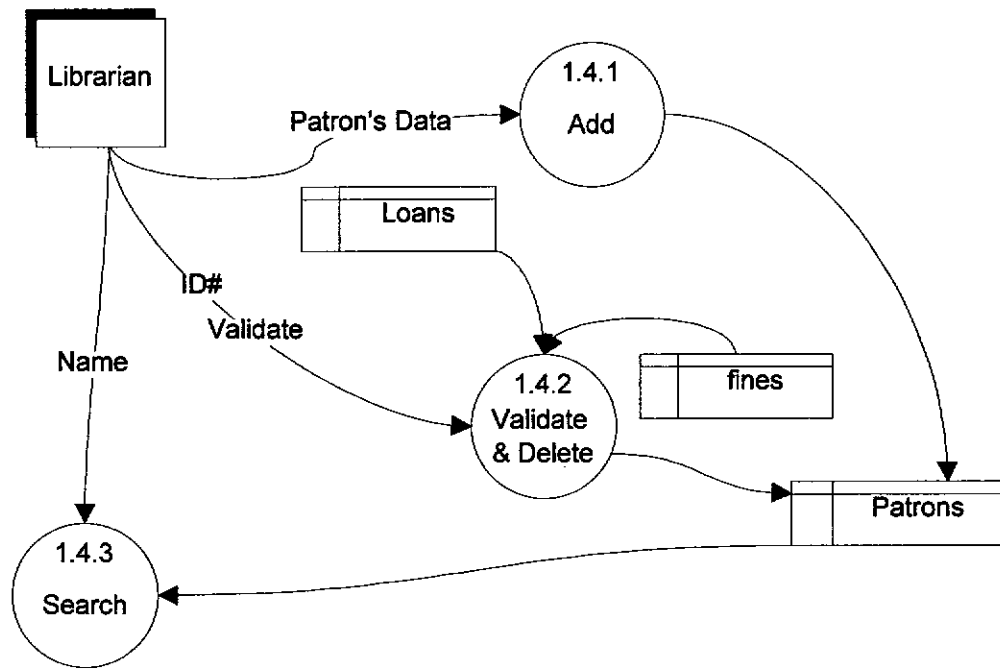 Librarian
1.4.1
Add
Patron's Data
Loans
ID#
Validate
Name
1.4.2
Validate
& Delete
fines
Patrons
1.4.3
Search